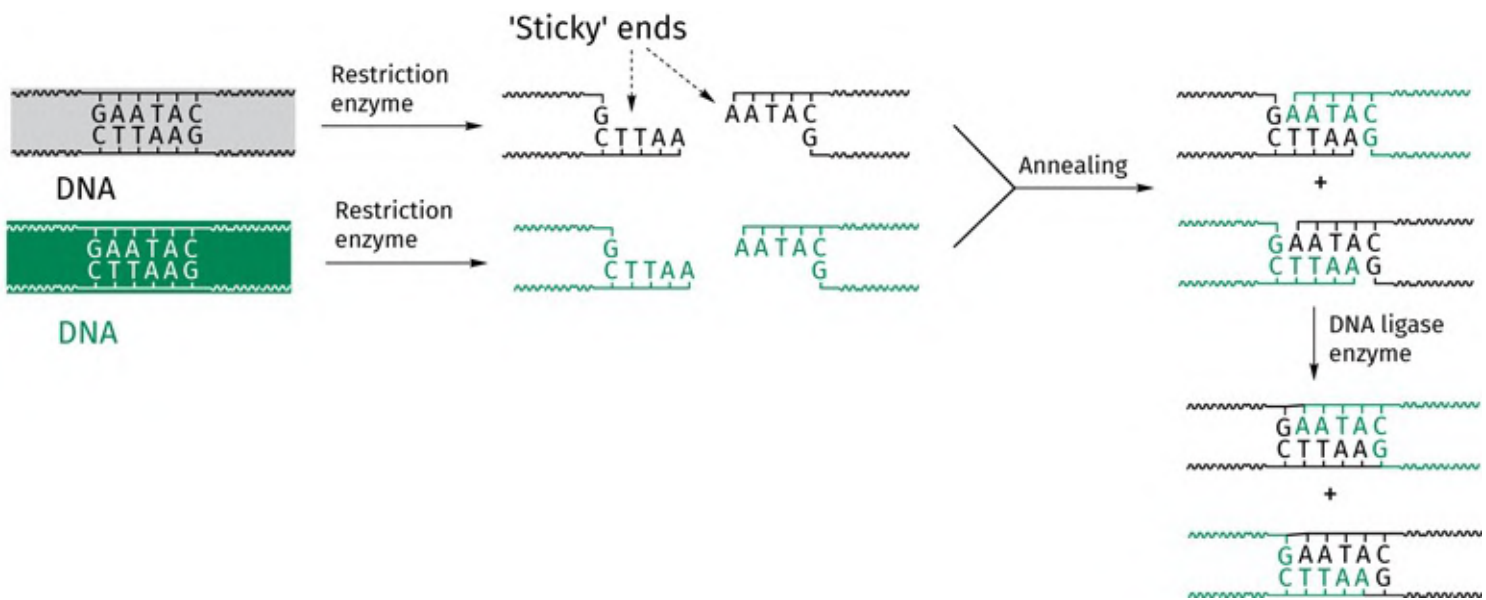 'Sticky' ends
Restriction
enzyme
GAATAC
CTTAAG
DNA
G
CTTAA
AATAC
G
Annealing
GAATAC
CTTAAG
+
Restriction
enzyme
GAATAC
CTTAAG
DNA
G
CTTAA
AATAC
G
GAATAC
CTTAAG
DNA ligase
enzyme
GAATAC
CTTAAG
+
GAATAC
CTTAAG